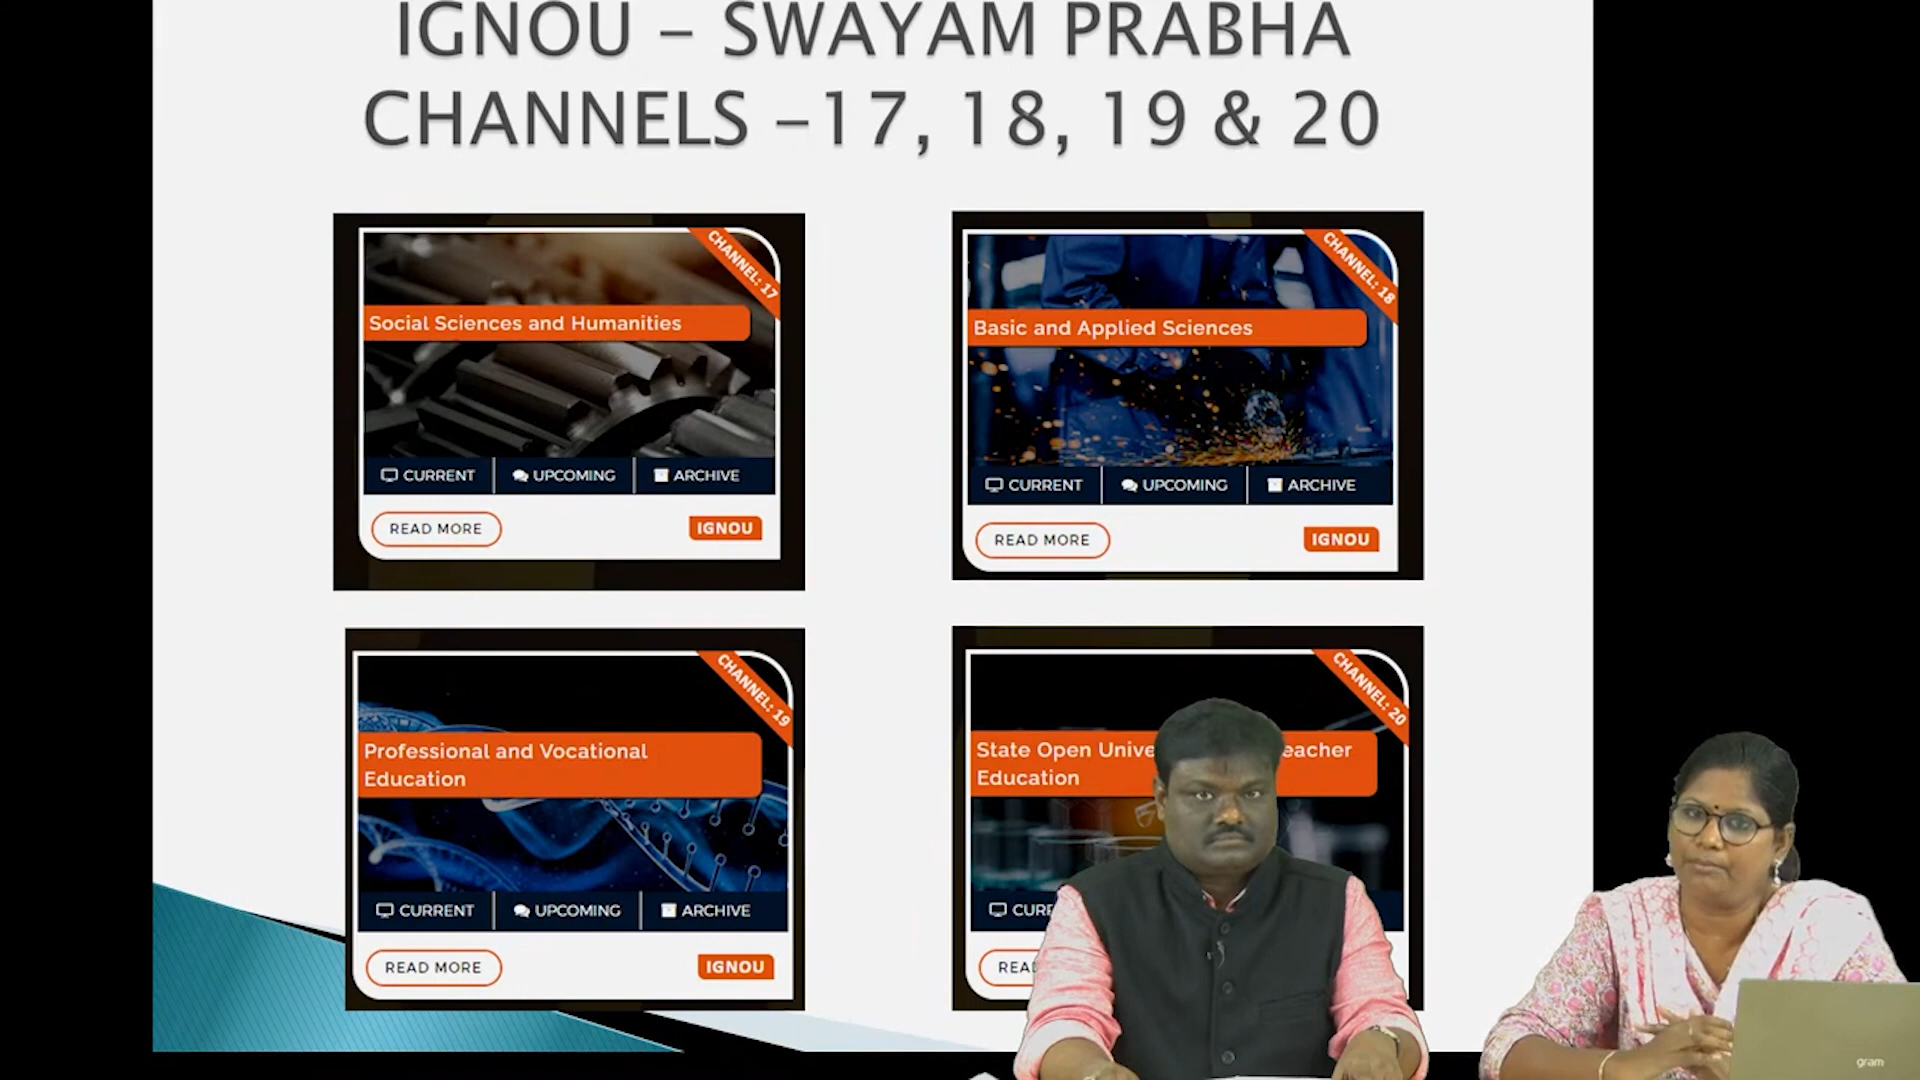 IGNOU – SWAYAM PRABHA
CHANNELS –17, 18, 19 & 20
CHANNEL: 17
Social Sciences and Humanities
CURRENT UPCOMING ARCHIVE
READ MORE IGNOU
CHANNEL: 18
Basic and Applied Sciences
CURRENT UPCOMING ARCHIVE
READ MORE IGNOU
CHANNEL: 19
Professional and Vocational
Education
CURRENT UPCOMING ARCHIVE
READ MORE IGNOU
CHANNEL: 20
State Open
Education
gram